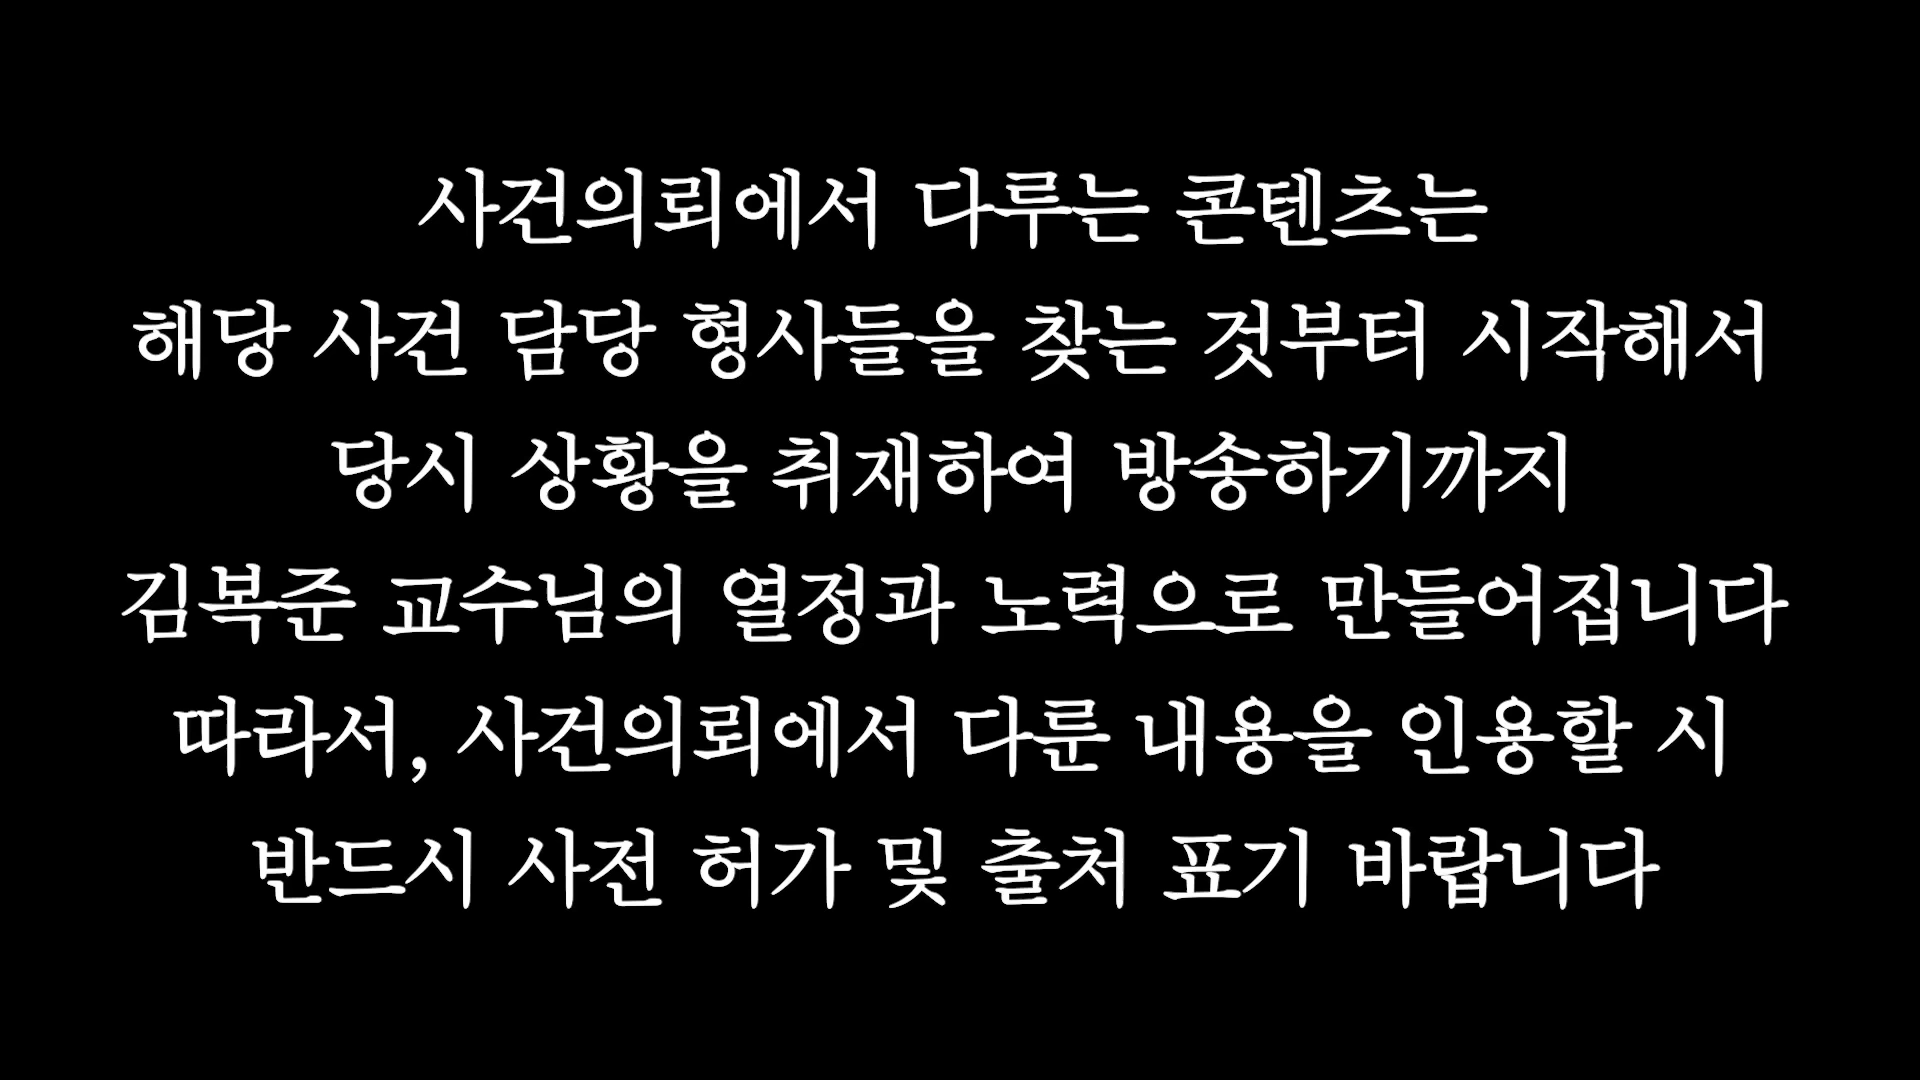 사건의뢰에서 다루는 콘텐츠는
해당 사건 담당 형사들을 찾는 것부터 시작해서
당시 상황을 취재하여 방송하기까지
김복준 교수님의 열정과 노력으로 만들어집니다
따라서, 사건의뢰에서 다룬 내용을 인용할 시
반드시 사전 허가 및 출처 표기 바랍니다